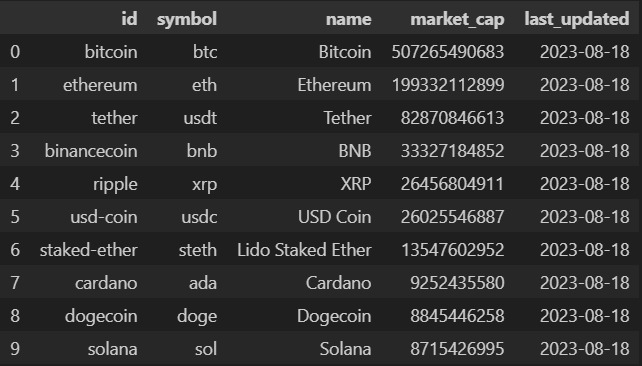 id symbol name market_cap last_updated
0 bitcoin btc Bitcoin 507265490683 2023-08-18
1 ethereum eth Ethereum 199332112899 2023-08-18
2 tether usdt Tether 82870846613 2023-08-18
3 binancecoin bnb BNB 33327184852 2023-08-18
4 ripple xrp XRP 26456804911 2023-08-18
5 usd-coin usdc USD Coin 26025546887 2023-08-18
6 staked-ether steth Lido Staked Ether 13547602952 2023-08-18
7 cardano ada Cardano 9252435580 2023-08-18
8 dogecoin doge Dogecoin 8845446258 2023-08-18
9 solana sol Solana 8715426995 2023-08-18